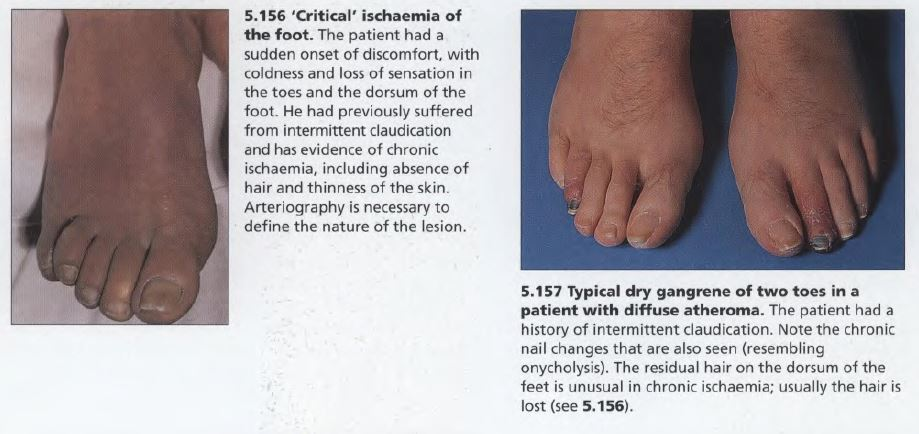 5.156 ‘Critical’ ischaemia of
the foot. The patient had a
sudden onset of discomfort, with
coldness and loss of sensation in
the toes and the dorsum of the
foot. He had previously suffered
from intermittent claudication
and has evidence of chronic
ischaemia, including absence of
hair and thinness of the skin.
Arteriography is necessary to
define the nature of the lesion.
5.157 Typical dry gangrene of two toes in a
patient with diffuse atheroma. The patient had a
history of intermittent claudication. Note the chronic
nail changes that are also seen (resembling
onycholysis). The residual hair on the dorsum of the
feet is unusual in chronic ischaemia; usually the hair is
lost (see 5.156).